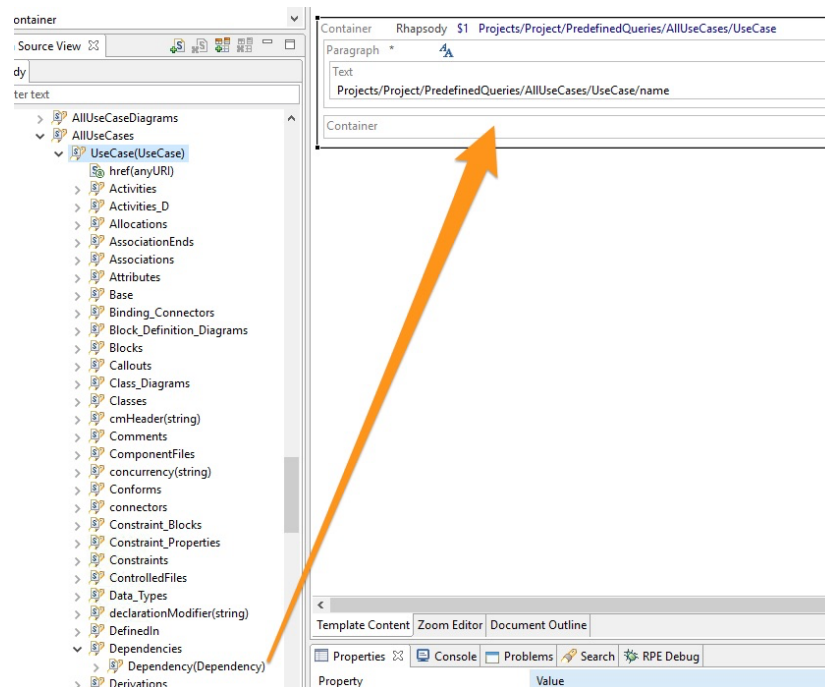 ontainer
Source View
dy
ter text
AllUseCaseDiagrams
AllUseCases
UseCase(UseCase)
href(anyURI)
Activities
Activities_D
Allocations
AssociationEnds
Associations
Attributes
Base
Binding_Connectors
Block_Definition_Diagrams
Blocks
Callouts
Class_Diagrams
Classes
cmHeader(string)
Comments
ComponentFiles
concurrency(string)
Conforms
connectors
Constraint_Blocks
Constraint_Properties
Constraints
ControlledFiles
Data_Types
declarationModifier(string)
DefinedIn
Dependencies
Dependency(Dependency)
Derivations
Container Rhapsody $1 Projects/Project/PredefinedQueries/AllUseCases/UseCase
Paragraph *
Text
Projects/Project/PredefinedQueries/AllUseCases/UseCase/name
Container
Template Content Zoom Editor Document Outline
Properties Console Problems Search RPE Debug
Property Value